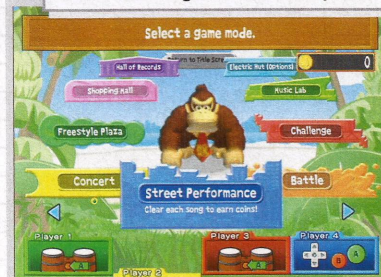 Select a game mode.
Hall of Records
Return to Title Scre
Electric Hut (Options)
0
Shopping Mall
Music Lab
Freestyle Plaza
Challenge
Concert
Street Performance
Battle
Clear each song to earn coins!
Player 1
Player 3
Player 4
A
A
B
A
Player 2